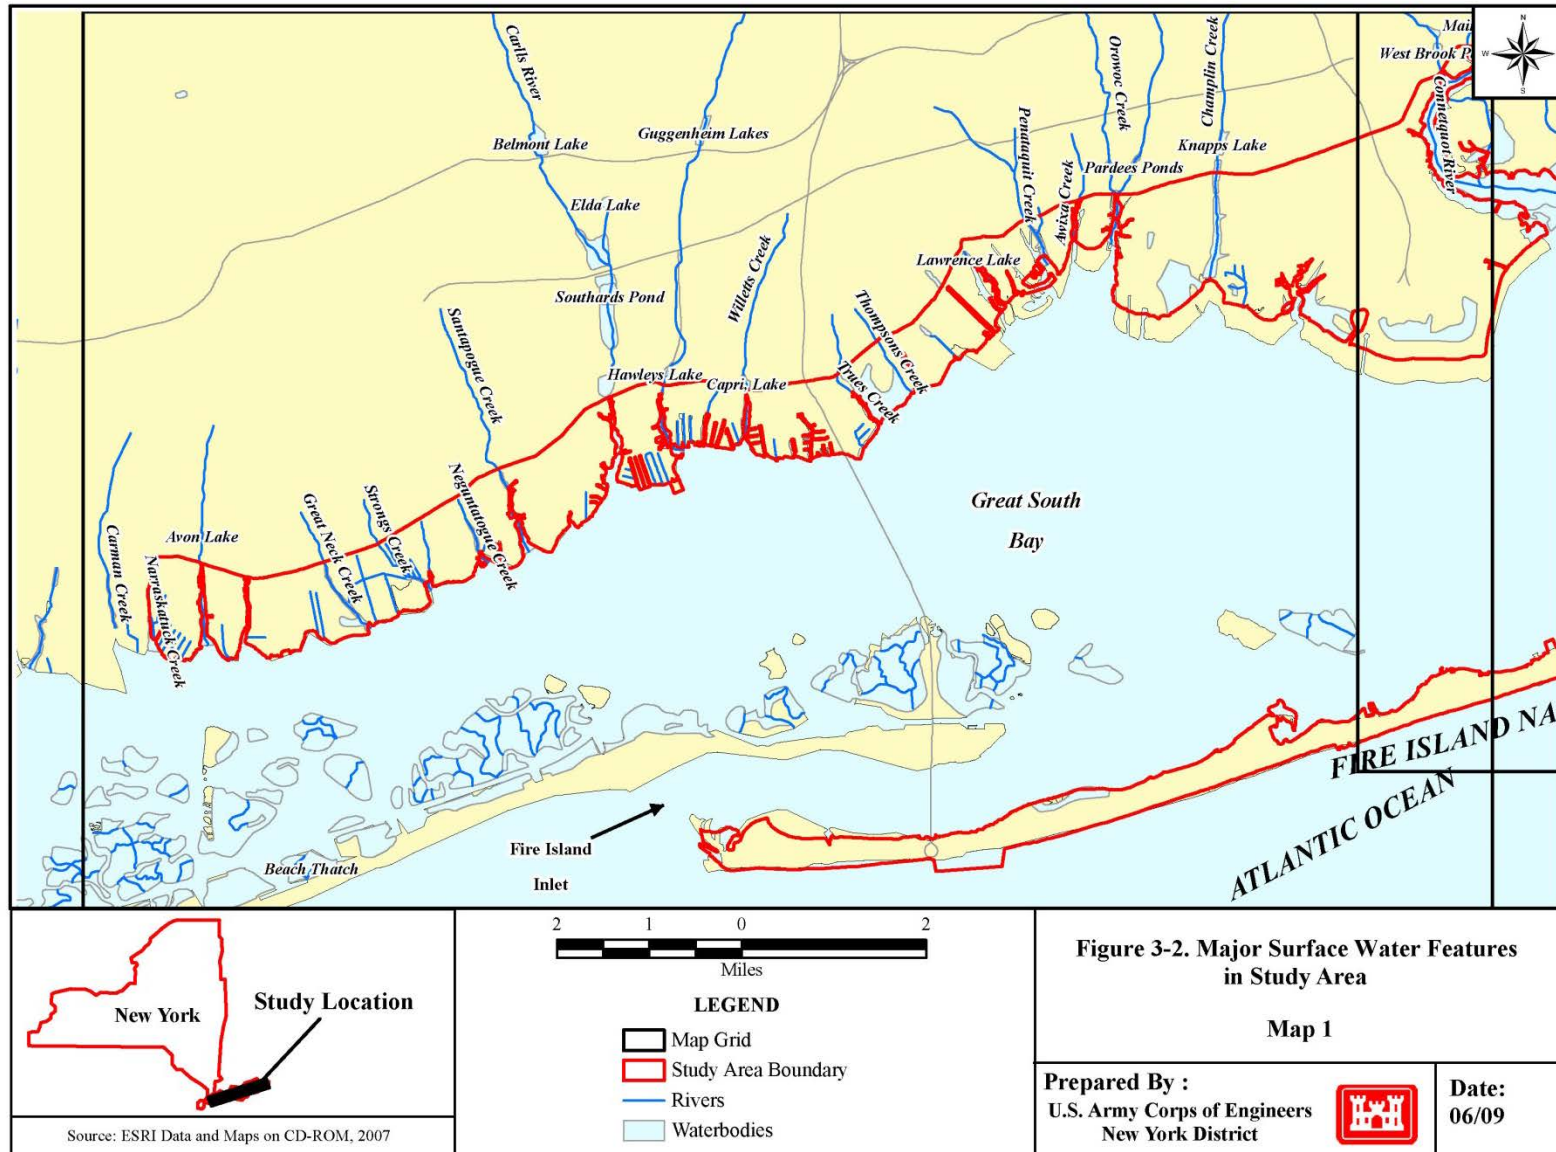 Carlls River
Orowoc Creek
Champlin Creek
Mai
West Brook P
N
W
S
Connetquot River
Belmont Lake
Guggenheim Lakes
Penataquit Creek
Knapps Lake
Pardees Ponds
Awixa Creek
Elda Lake
Willetts Creek
Lawrence Lake
Southards Pond
Santapogue Creek
Thompsons Creek
Trues Creek
Hawleys Lake
Capri, Lake
Neguntatogue Creek
Strongs Creek
Great Neck Creek
Great South
Bay
Avon Lake
Carman Creek
Narraskatuck Creek
FIRE ISLAND NA
ATLANTIC OCEAN
Fire Island
Inlet
Beach Thatch
New York
Study Location
Source: ESRI Data and Maps on CD-ROM, 2007
2 1 0 2
Miles
LEGEND
Map Grid
Study Area Boundary
Rivers
Waterbodies
Figure 3-2. Major Surface Water Features
in Study Area
Map 1
Prepared By :
U.S. Army Corps of Engineers
New York District
Date:
06/09